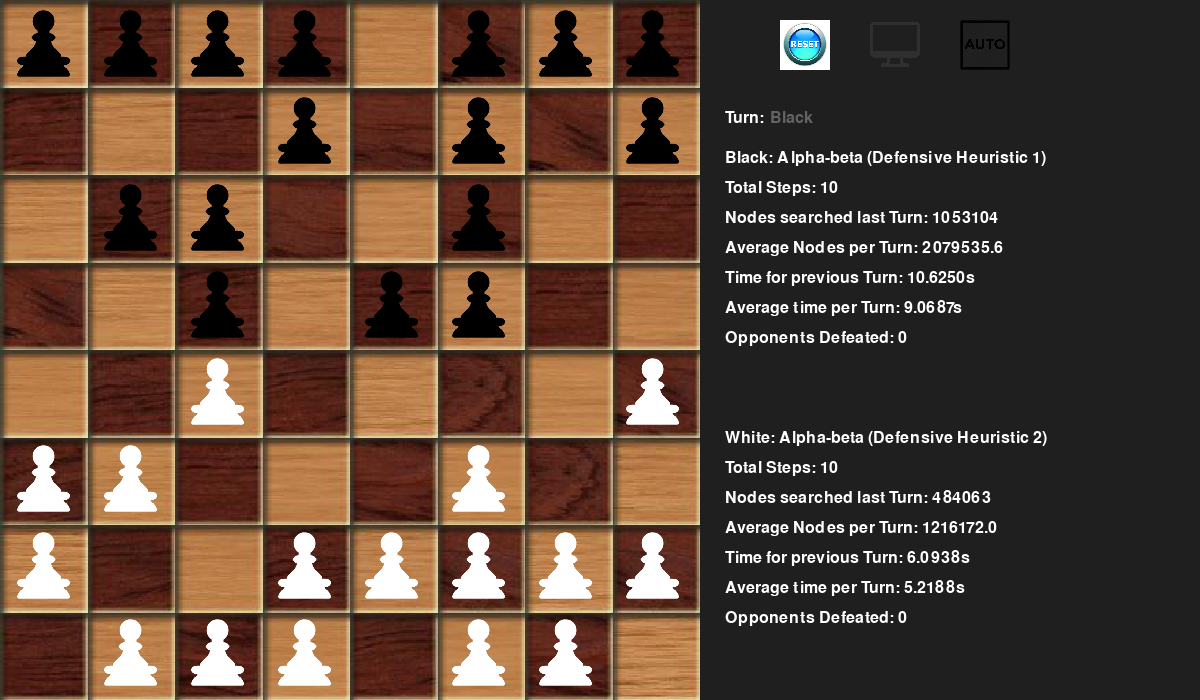 RESET
AUTO
Turn: Black
Black: Alpha-beta (Defensive Heuristic 1)
Total Steps: 10
Nodes searched last Turn: 1053104
Average Nodes per Turn: 2079535.6
Time for previous Turn: 10.6250s
Average time per Turn: 9.0687s
Opponents Defeated: 0
White: Alpha-beta (Defensive Heuristic 2)
Total Steps: 10
Nodes searched last Turn: 484063
Average Nodes per Turn: 1216172.0
Time for previous Turn: 6.0938s
Average time per Turn: 5.2188s
Opponents Defeated: 0